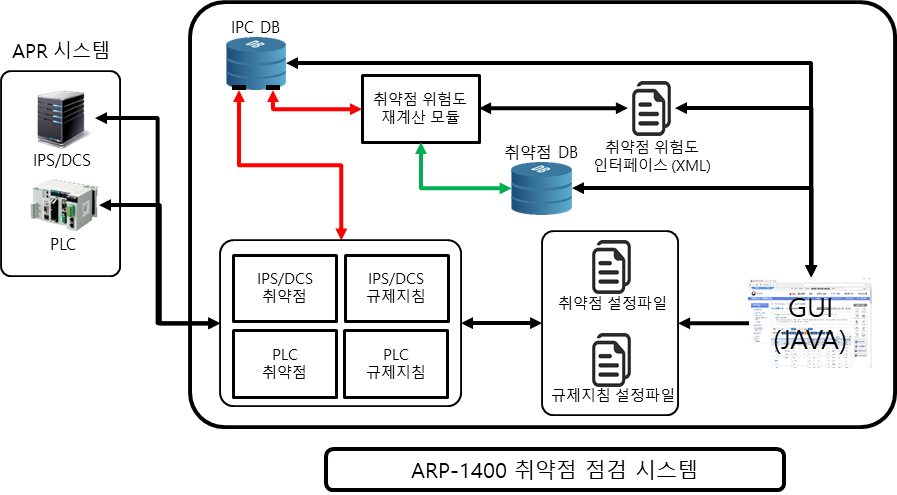 IPC DB
DB
APR 시스템
IPS/DCS
PLC
취약점 위험도
재계산 모듈
취약점 위험도
인터페이스 (XML)
취약점 DB
DB
IPS/DCS
취약점
IPS/DCS
규제지침
PLC
취약점
PLC
규제지침
취약점 설정파일
규제지침 설정파일
GUI
(JAVA)
ARP-1400 취약점 점검 시스템